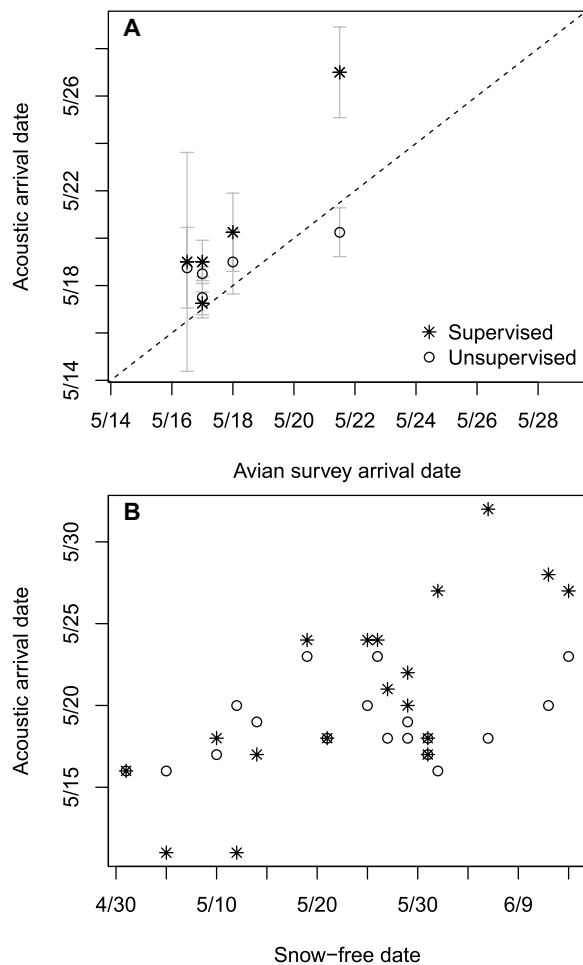 A
Acoustic arrival date
5/26
5/22
5/18
5/14
Supervised
Unsupervised
5/14 5/16 5/18 5/20 5/22 5/24 5/26 5/28
Avian survey arrival date
B
Acoustic arrival date
5/30
5/25
5/20
5/15
4/30 5/10 5/20 5/30 6/9
Snow−free date